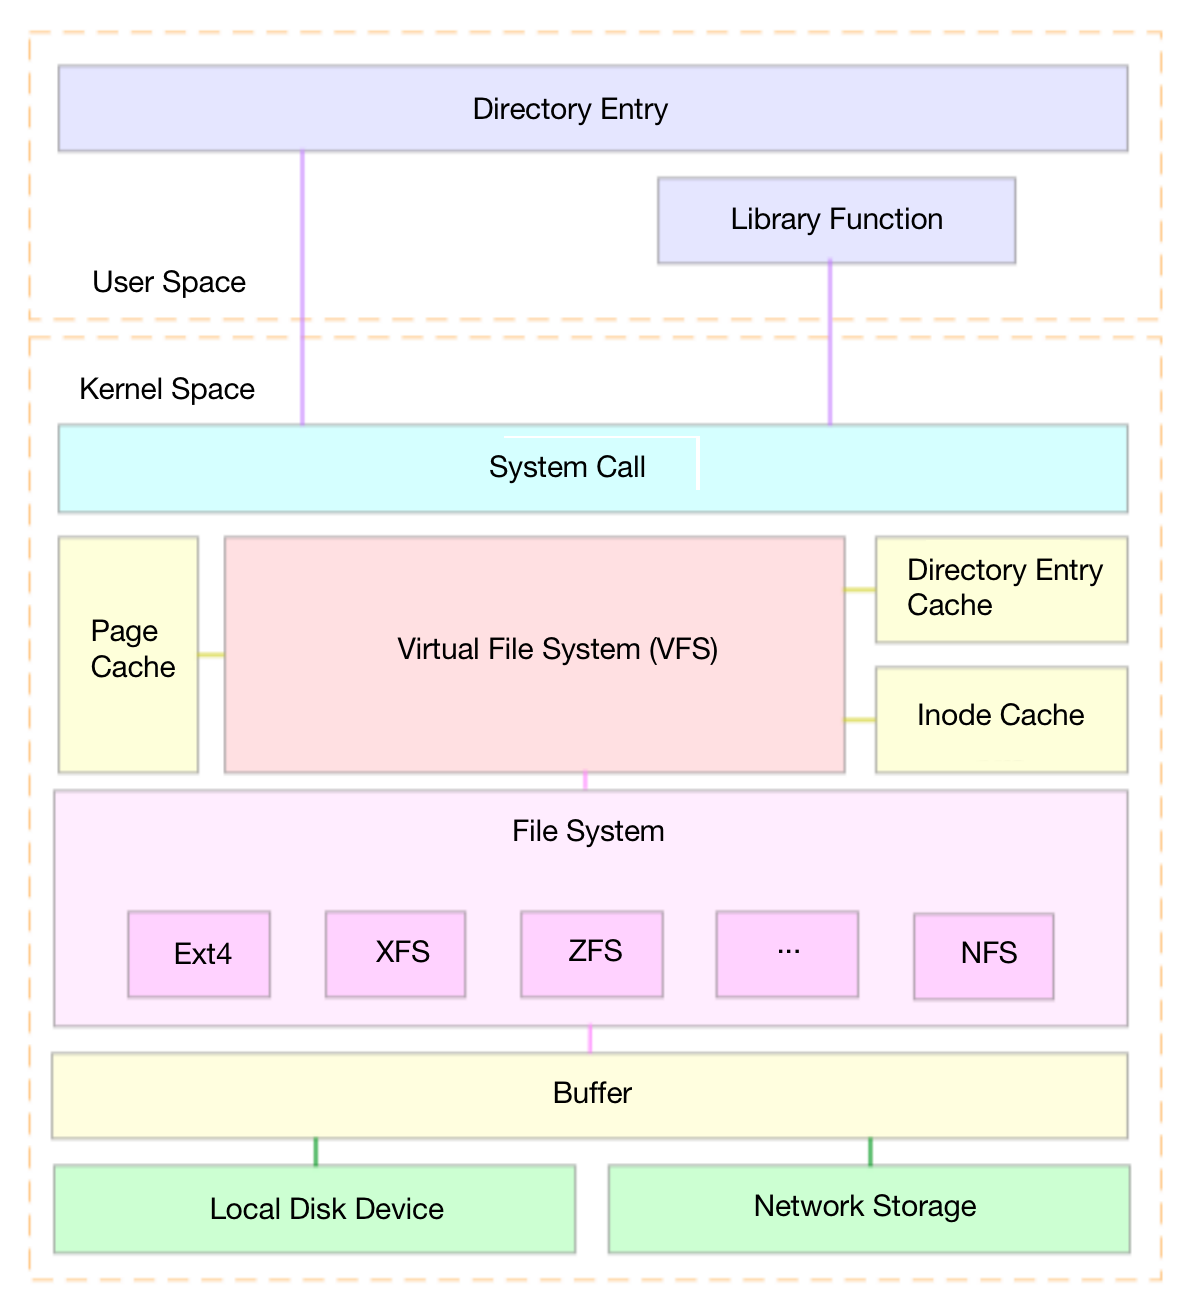 Directory Entry
Library Function
User Space
Kernel Space
System Call
Page
Cache
Virtual File System (VFS)
Directory Entry
Cache
Inode Cache
File System
Ext4
XFS
ZFS
...
NFS
Buffer
Local Disk Device
Network Storage